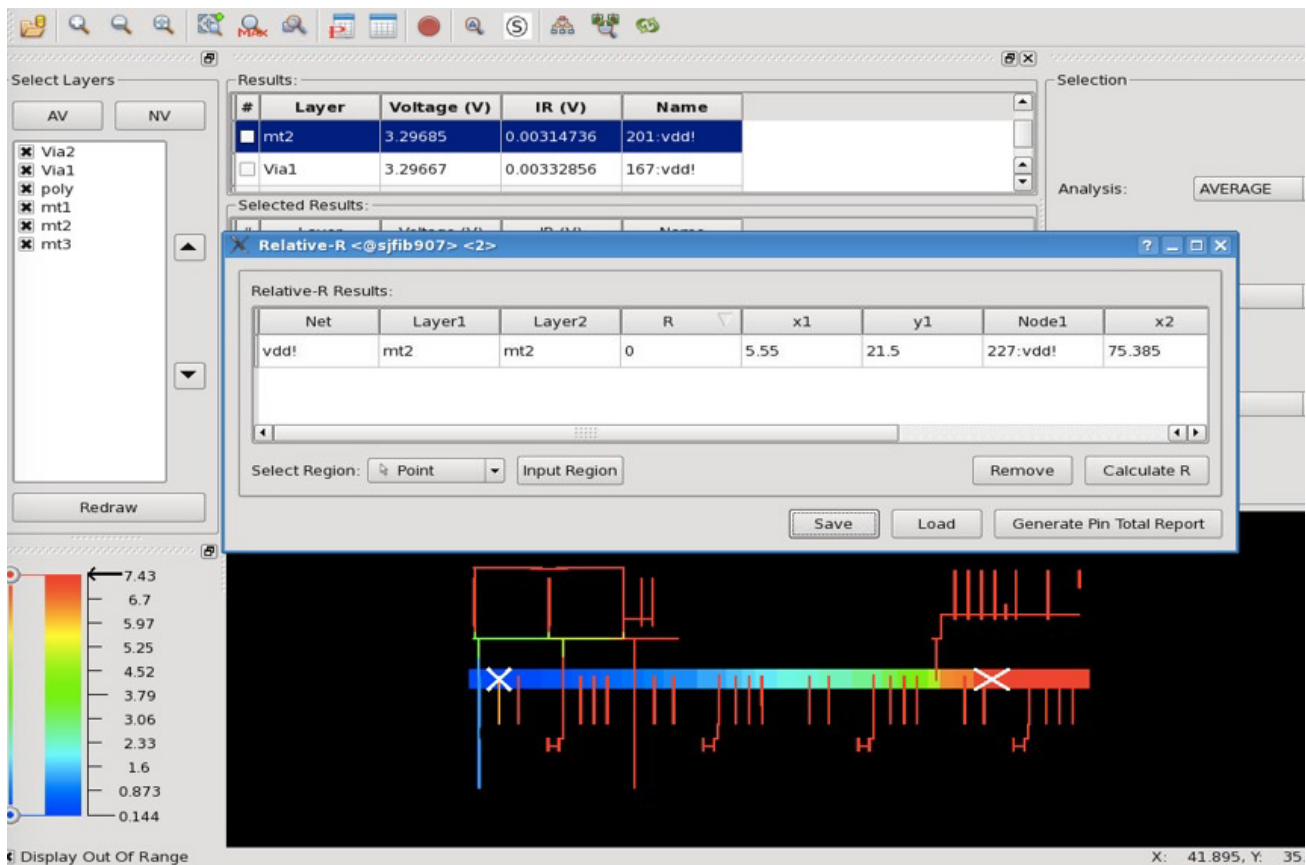 MAX
P
A
S
Select Layers
AV NV
Via2
Via1
poly
mt1
mt2
mt3
Redraw
Results:
# Layer Voltage (V) IR (V) Name
mt2 3.29685 0.00314736 201:vdd!
Via1 3.29667 0.00332856 167:vdd!
Selected Results:
Selection
Analysis: AVERAGE
Relative-R <@sjfib907> <2>
Relative-R Results:
Net Layer1 Layer2 R x1 y1 Node1 x2
vdd! mt2 mt2 0 5.55 21.5 227:vdd! 75.385
Select Region: Point Input Region Remove Calculate R
Save Load Generate Pin Total Report
7.43
6.7
5.97
5.25
4.52
3.79
3.06
2.33
1.6
0.873
0.144
Display Out Of Range
X: 41.895, Y: 35